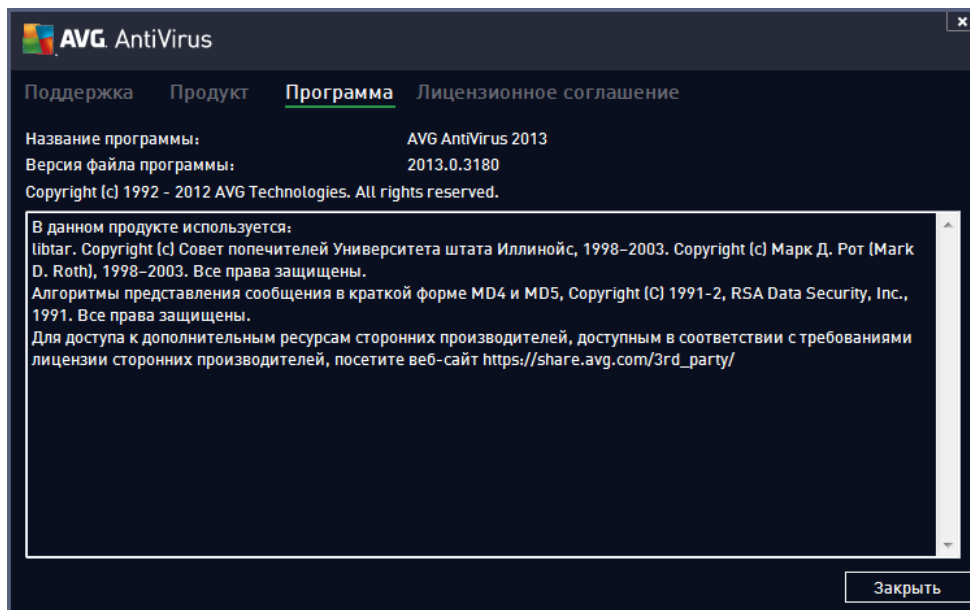 AVG. AntiVirus
x
Поддержка Продукт Программа Лицензионное соглашение
Название программы: AVG AntiVirus 2013
Версия файла программы: 2013.0.3180
Copyright (c) 1992 - 2012 AVG Technologies. All rights reserved.
В данном продукте используется:
libtar. Copyright (c) Совет попечителей Университета штата Иллинойс, 1998–2003. Copyright (c) Марк Д. Рот (Mark
D. Roth), 1998–2003. Все права защищены.
Алгоритмы представления сообщения в краткой форме MD4 и MD5, Copyright (C) 1991-2, RSA Data Security, Inc.,
1991. Все права защищены.
Для доступа к дополнительным ресурсам сторонних производителей, доступным в соответствии с требованиями
лицензии сторонних производителей, посетите веб-сайт https://share.avg.com/3rd_party/
Закрыть